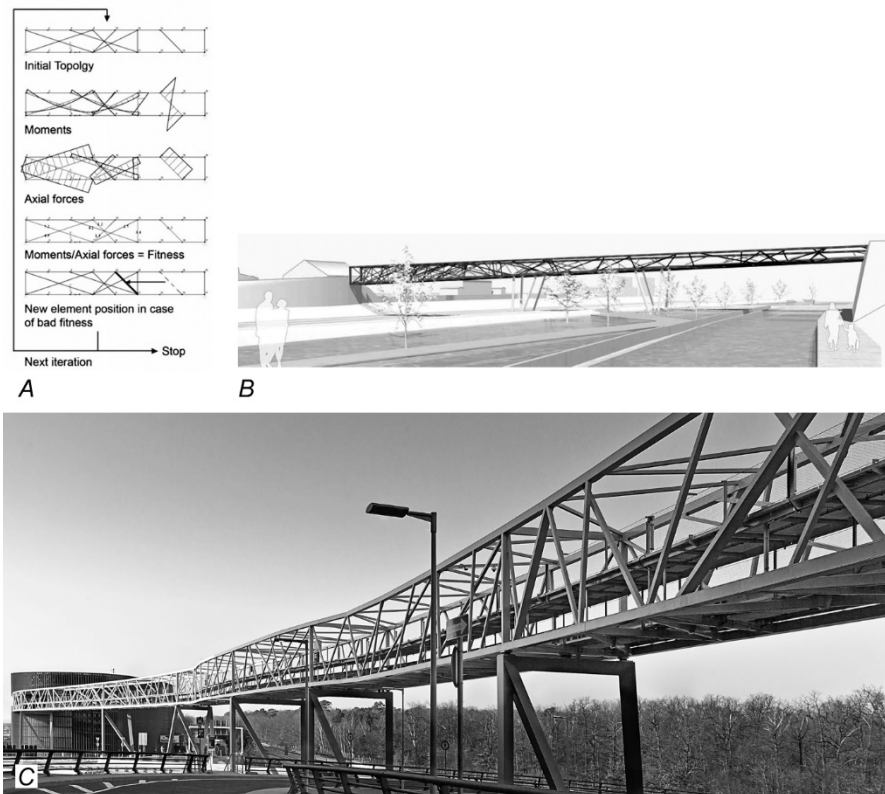 Initial Topolgy
Moments
Axial forces
Moments/Axial forces = Fitness
New element position in case
of bad fitness
Stop
Next iteration
A
B
C